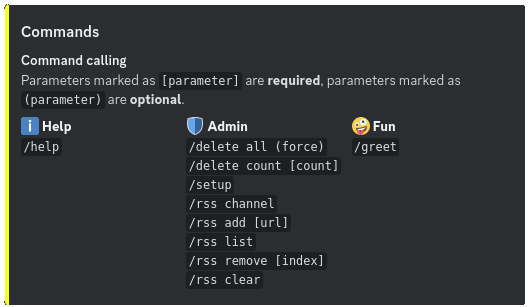 Commands
Command calling
Parameters marked as [parameter] are required, parameters marked as
(parameter) are optional.
Help
/help
Admin
/delete all (force)
/delete count [count]
/setup
/rss channel
/rss add [url]
/rss list
/rss remove [index]
/rss clear
Fun
/greet